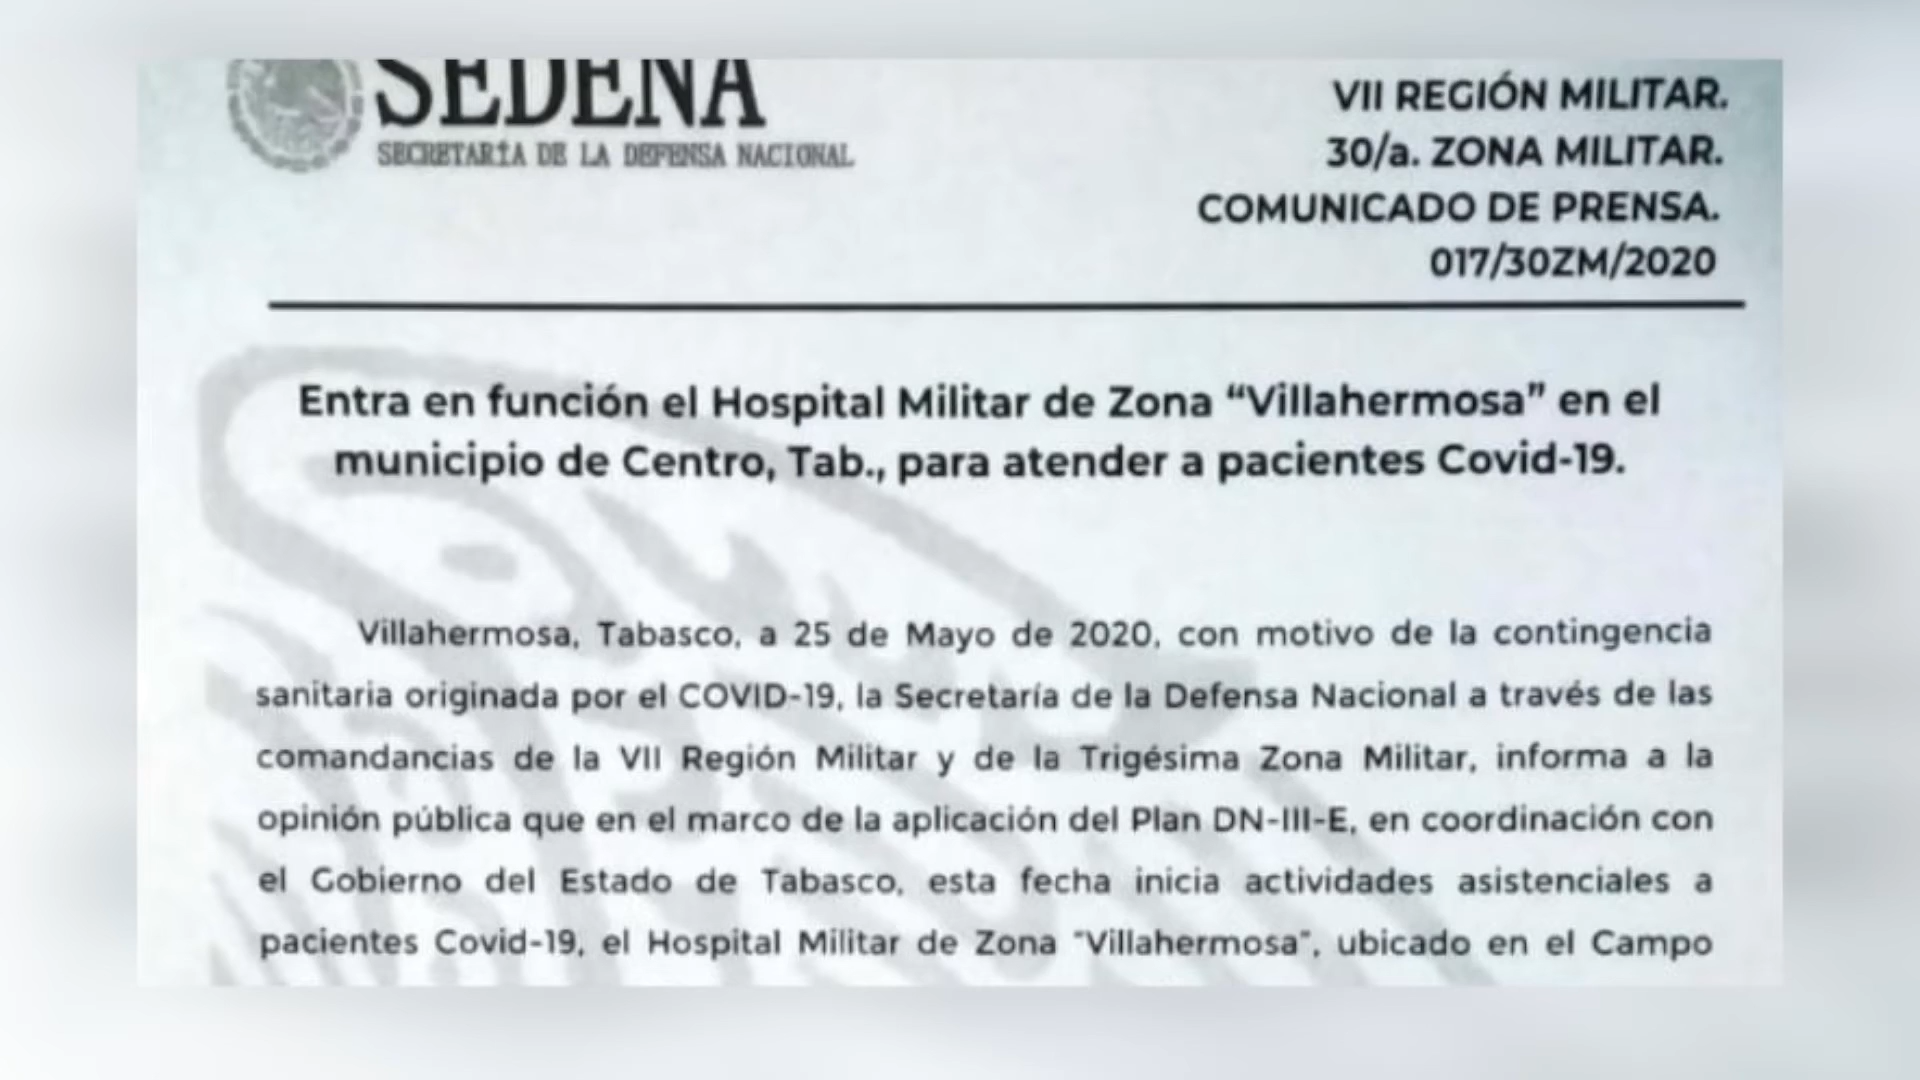 SEDENA
SECRETARÍA DE LA DEFENSA NACIONAL
VII REGIÓN MILITAR.
30/a. ZONA MILITAR.
COMUNICADO DE PRENSA.
017/30ZM/2020
Entra en función el Hospital Militar de Zona “Villahermosa” en el
municipio de Centro, Tab., para atender a pacientes Covid-19.
Villahermosa, Tabasco, a 25 de Mayo de 2020, con motivo de la contingencia
sanitaria originada por el COVID-19, la Secretaría de la Defensa Nacional a través de las
comandancias de la VII Región Militar y de la Trigésima Zona Militar, informa a la
opinión pública que en el marco de la aplicación del Plan DN-III-E, en coordinación con
el Gobierno del Estado de Tabasco, esta fecha inicia actividades asistenciales a
pacientes Covid-19, el Hospital Militar de Zona "Villahermosa", ubicado en el Campo